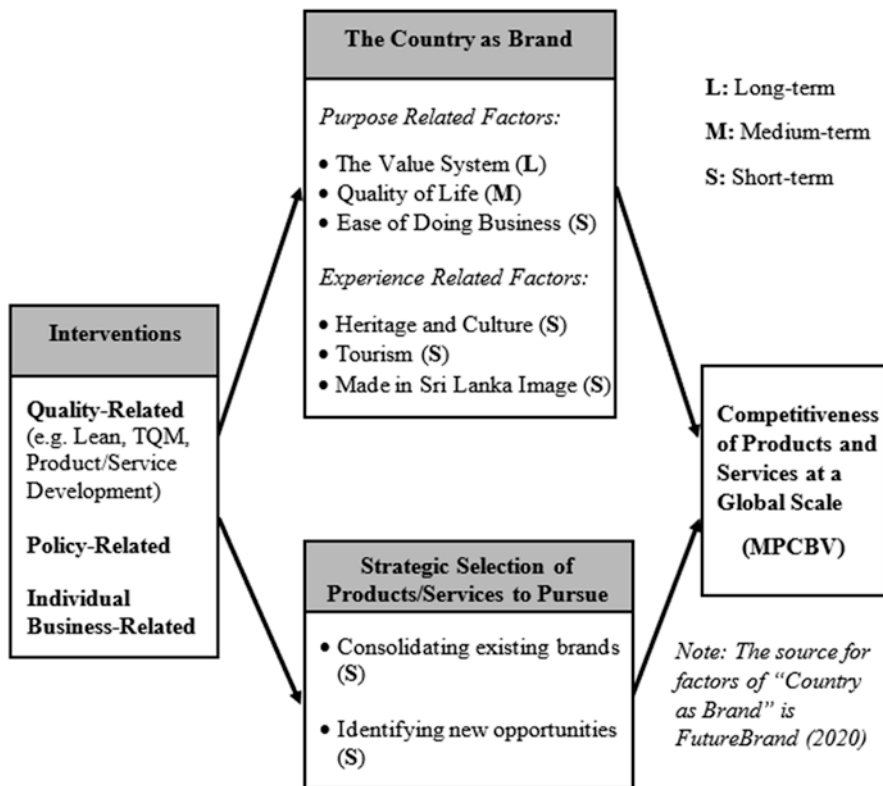 The Country as Brand
Purpose Related Factors:
• The Value System (L)
• Quality of Life (M)
• Ease of Doing Business (S)
Experience Related Factors:
• Heritage and Culture (S)
• Tourism (S)
• Made in Sri Lanka Image (S)
L: Long-term
M: Medium-term
S: Short-term
Interventions
Quality-Related
(e.g. Lean, TQM,
Product/Service
Development)
Policy-Related
Individual
Business-Related
Strategic Selection of
Products/Services to Pursue
• Consolidating existing brands
(S)
• Identifying new opportunities
(S)
Competitiveness
of Products and
Services at a
Global Scale
(MPCBV)
Note: The source for
factors of “Country
as Brand” is
FutureBrand (2020)